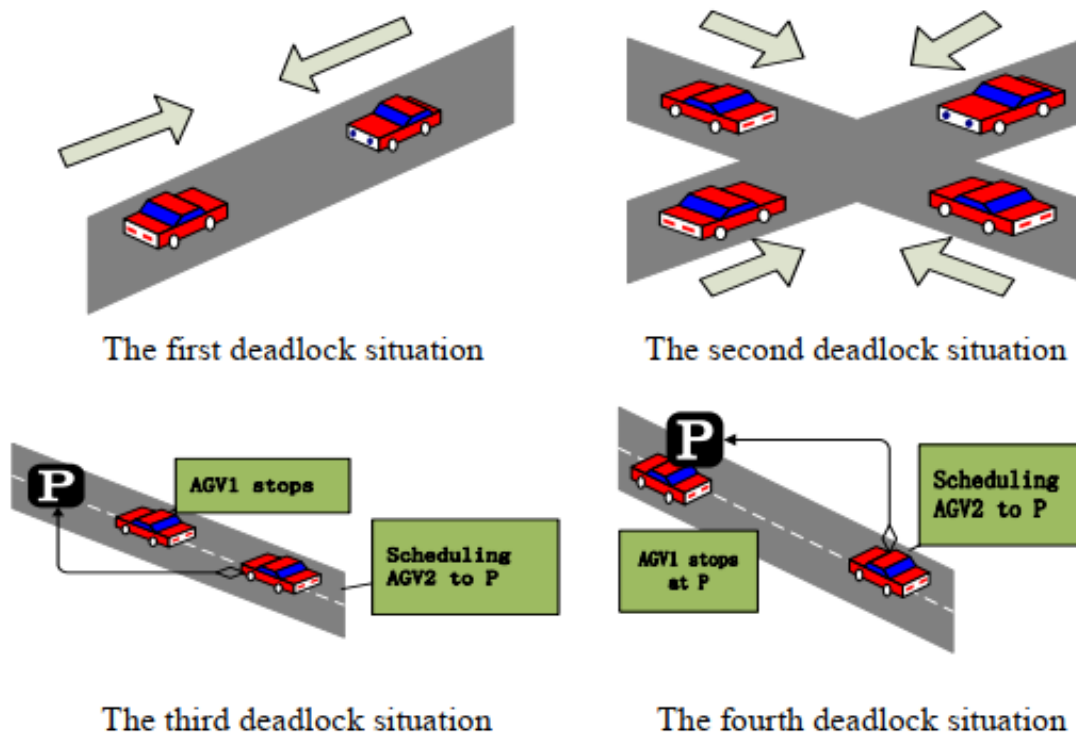 The first deadlock situation
The second deadlock situation
P
AGV1 stops
Scheduling
AGV2 to P
P
AGV1 stops
at P
Scheduling
AGV2 to P
The third deadlock situation
The fourth deadlock situation